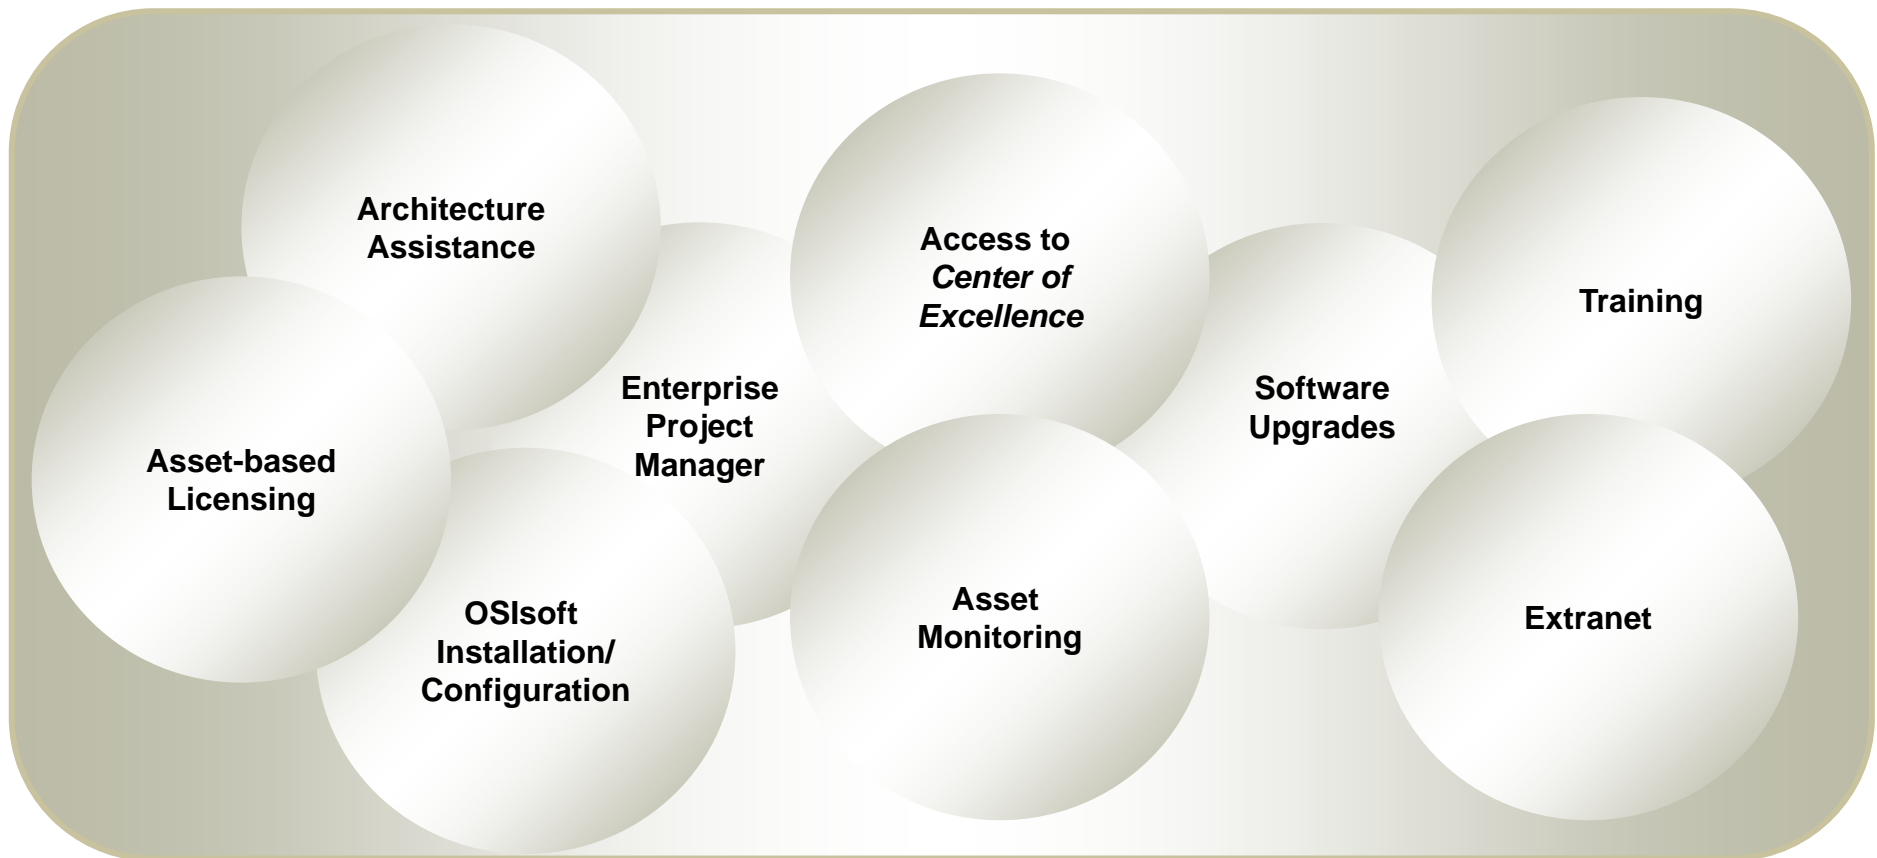 Architecture
Assistance
Asset-based
Licensing
OSIsoft
Installation/
Configuration
Enterprise
Project
Manager
Access to
Center of
Excellence
Asset
Monitoring
Software
Upgrades
Training
Extranet